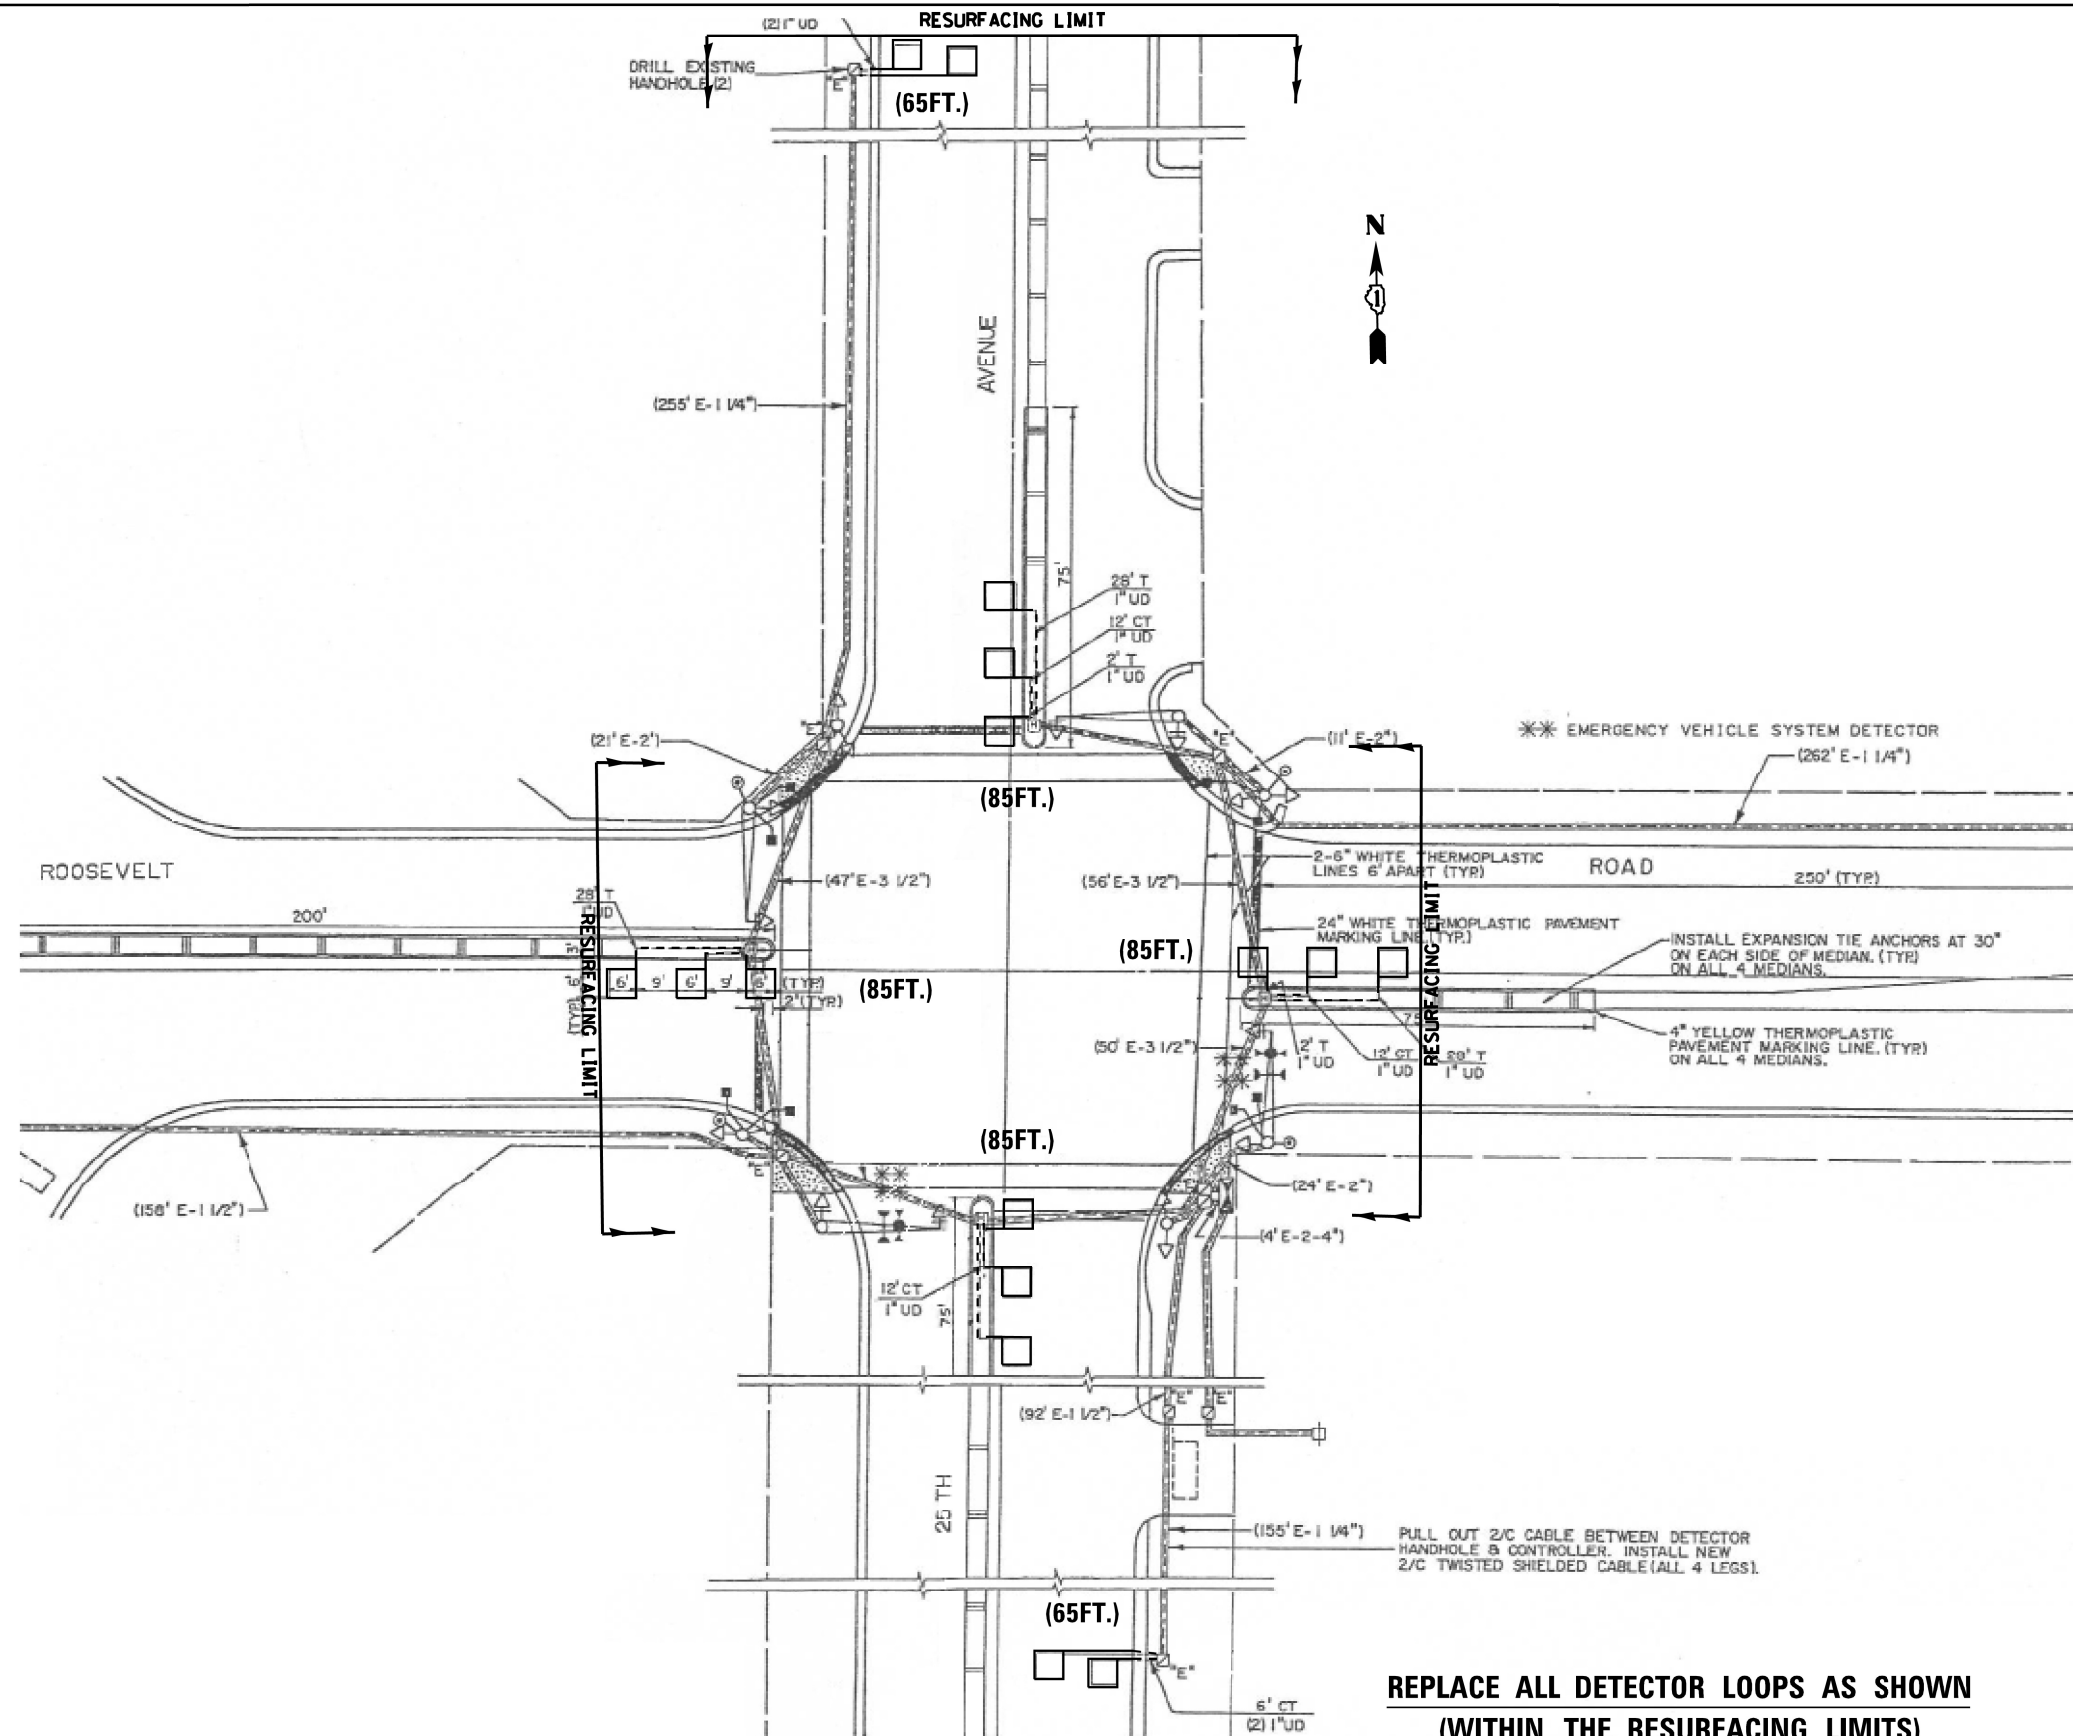 RESURFACING LIMIT
(2) 1" UD
DRILL EXISTING
HANDHOLE (2)
"E"
(65FT.)
N
1
AVENUE
(255' E-1 1/4")
75'
28' T
1" UD
12' CT
1" UD
2' T
1" UD
"E"
"E"
(21' E-2')
(11' E-2")
** EMERGENCY VEHICLE SYSTEM DETECTOR
(262' E-1 1/4")
(85FT.)
ROOSEVELT
(47' E-3 1/2")
(56' E-3 1/2")
2-6" WHITE THERMOPLASTIC
LINES 6' APART (TYP.)
ROAD
250' (TYP.)
28' T
1" UD
200'
24" WHITE THERMOPLASTIC PAVEMENT
MARKING LINE. (TYP.)
INSTALL EXPANSION TIE ANCHORS AT 30"
ON EACH SIDE OF MEDIAN. (TYP.)
ON ALL 4 MEDIANS.
(85FT.)
3'
6' 9' 6' 9' 6' (TYP.)
2' (TYP.)
(TYP.) 6'
(85FT.)
RESURFACING LIMIT
RESURFACING LIMIT
75'
4" YELLOW THERMOPLASTIC
PAVEMENT MARKING LINE. (TYP.)
ON ALL 4 MEDIANS.
(50' E-3 1/2")
2' T
1" UD
12' CT
1" UD
28' T
1" UD
(85FT.)
"E"
"E"
(158' E-1 1/2")
(24' E-2")
(4' E-2-4")
12' CT
1" UD
75'
(92' E-1 1/2")
"E" "E"
25 TH
(155' E-1 1/4")
PULL OUT 2/C CABLE BETWEEN DETECTOR
HANDHOLE & CONTROLLER. INSTALL NEW
2/C TWISTED SHIELDED CABLE (ALL 4 LEGS).
(65FT.)
"E"
6' CT
(2) 1" UD
REPLACE ALL DETECTOR LOOPS AS SHOWN
(WITHIN THE RESURFACING LIMITS)